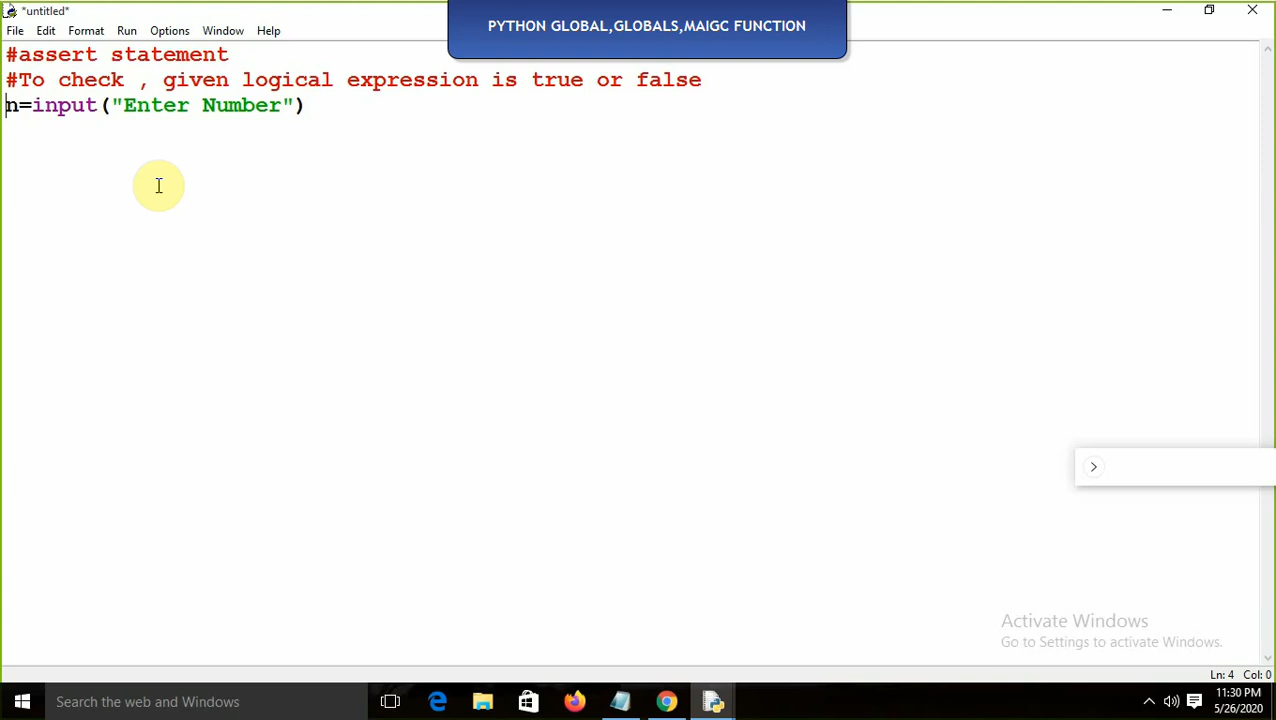 *untitled*
PYTHON GLOBAL,GLOBALS,MAIGC FUNCTION
File Edit Format Run Options Window Help
#assert statement
#To check , given logical expression is true or false
n=input("Enter Number")
Activate Windows
Go to Settings to activate Windows.
Ln: 4 Col: 0
Search the web and Windows
11:30 PM
5/26/2020